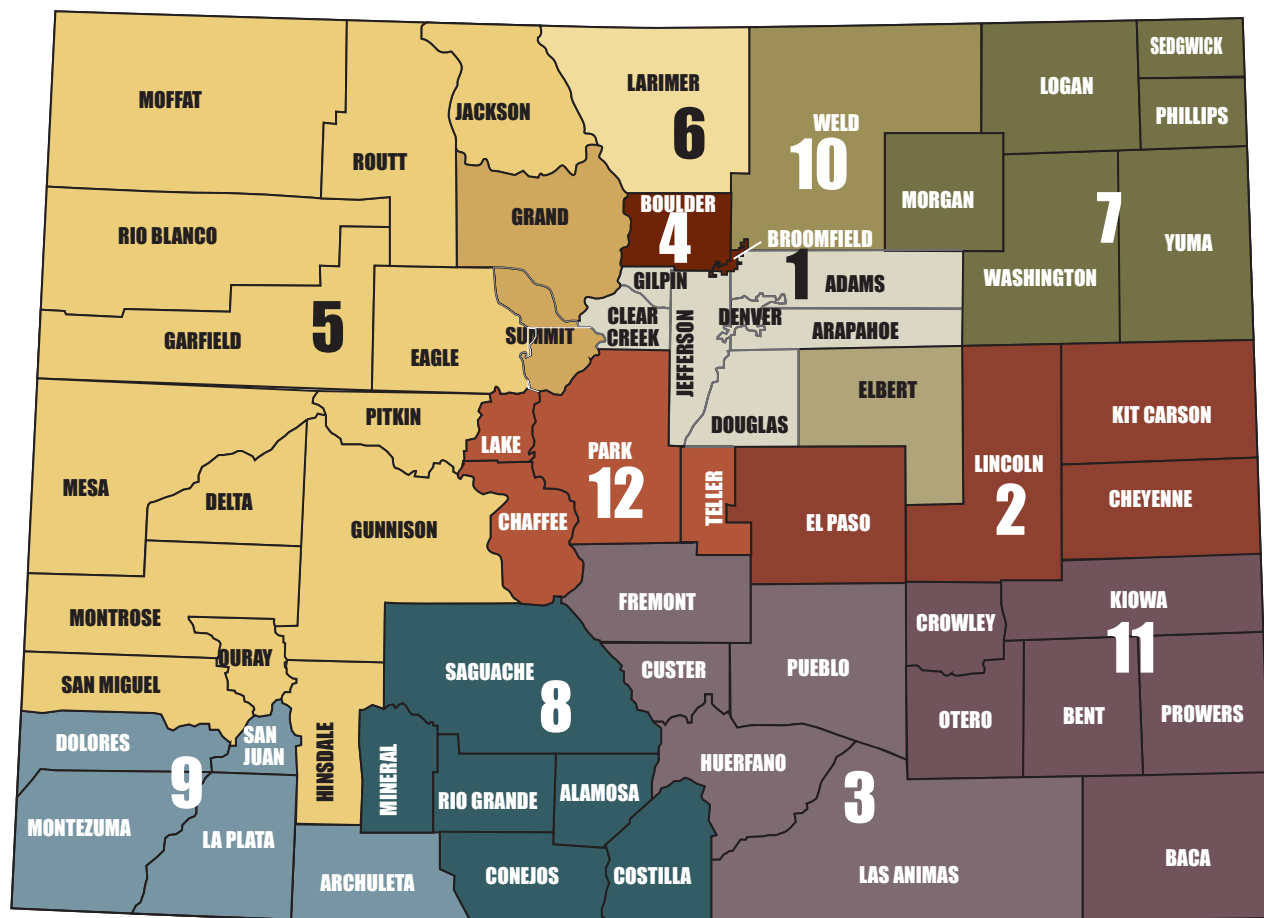 SEDGWICK
LARIMER
LOGAN
MOFFAT
JACKSON
PHILLIPS
WELD
6
10
ROUTT
MORGAN
BOULDER
GRAND
7
4
RIO BLANCO
BROOMFIELD
YUMA
1
GILPIN
ADAMS
WASHINGTON
5
CLEAR
CREEK
DENVER
ARAPAHOE
GARFIELD
SUMMIT
JEFFERSON
EAGLE
ELBERT
PITKIN
KIT CARSON
DOUGLAS
LAKE
PARK
LINCOLN
MESA
12
TELLER
2
CHEYENNE
DELTA
CHAFFEE
EL PASO
GUNNISON
FREMONT
KIOWA
MONTROSE
CROWLEY
11
OURAY
SAGUACHE
CUSTER
PUEBLO
SAN MIGUEL
8
OTERO
BENT
PROWERS
DOLORES
SAN
JUAN
HINSDALE
HUERFANO
9
MINERAL
RIO GRANDE
ALAMOSA
3
MONTEZUMA
LA PLATA
BACA
ARCHULETA
CONEJOS
COSTILLA
LAS ANIMAS